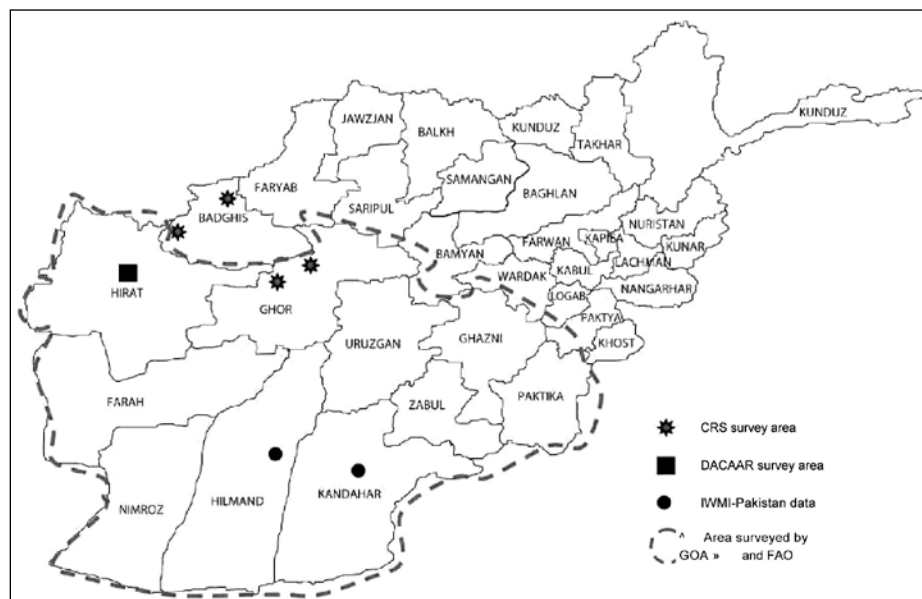 JAWZJAN
BALKH
KUNDUZ
TAKHAR
KUNDUZ
FARYAB
SAMANGAN
BAGHLAN
SARIPUL
BADGHIS
NURISTAN
KAPISA
KUNAR
FARWAN
BAMYAN
LACHMAN
WARDAK
KABUL
NANGARHAR
HIRAT
LOGAB
GHOR
PAKTYA
GHAZNI
KHOST
URUZGAN
PAKTIKA
ZABUL
FARAH
CRS survey area
DACAAR survey area
KANDAHAR
HILMAND
NIMROZ
IWMI-Pakistan data
^ Area surveyed by
GOA » and FAO